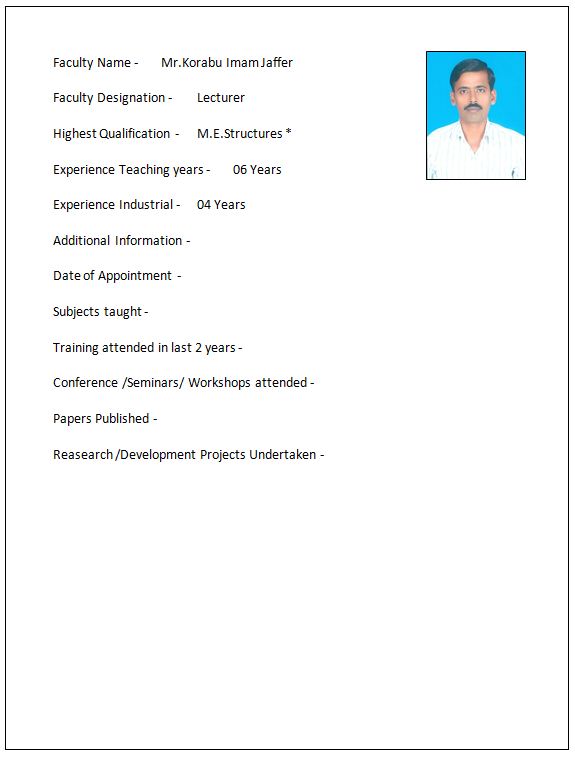 Faculty Name - Mr.Korabu Imam Jaffer
Faculty Designation - Lecturer
Highest Qualification - M.E.Structures *
Experience Teaching years - 06 Years
Experience Industrial - 04 Years
Additional Information -
Date of Appointment -
Subjects taught -
Training attended in last 2 years -
Conference /Seminars/ Workshops attended -
Papers Published -
Reasearch/Development Projects Undertaken -